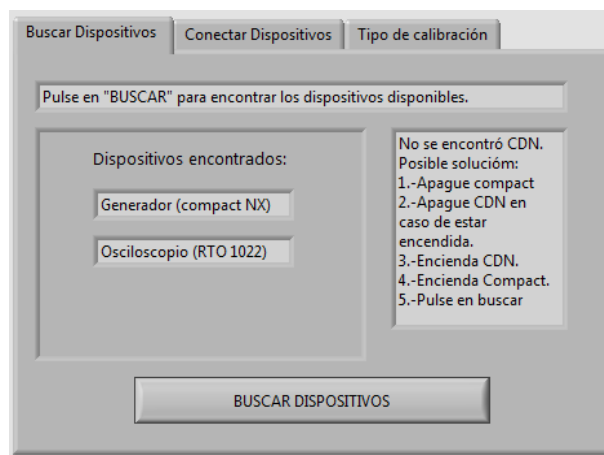 Buscar Dispositivos
Conectar Dispositivos
Tipo de calibración
Pulse en "BUSCAR" para encontrar los dispositivos disponibles.
Dispositivos encontrados:
Generador (compact NX)
Osciloscopio (RTO 1022)
No se encontró CDN.
Posible solucióm:
1.-Apague compact
2.-Apague CDN en
caso de estar
encendida.
3.-Encienda CDN.
4.-Encienda Compact.
5.-Pulse en buscar
BUSCAR DISPOSITIVOS